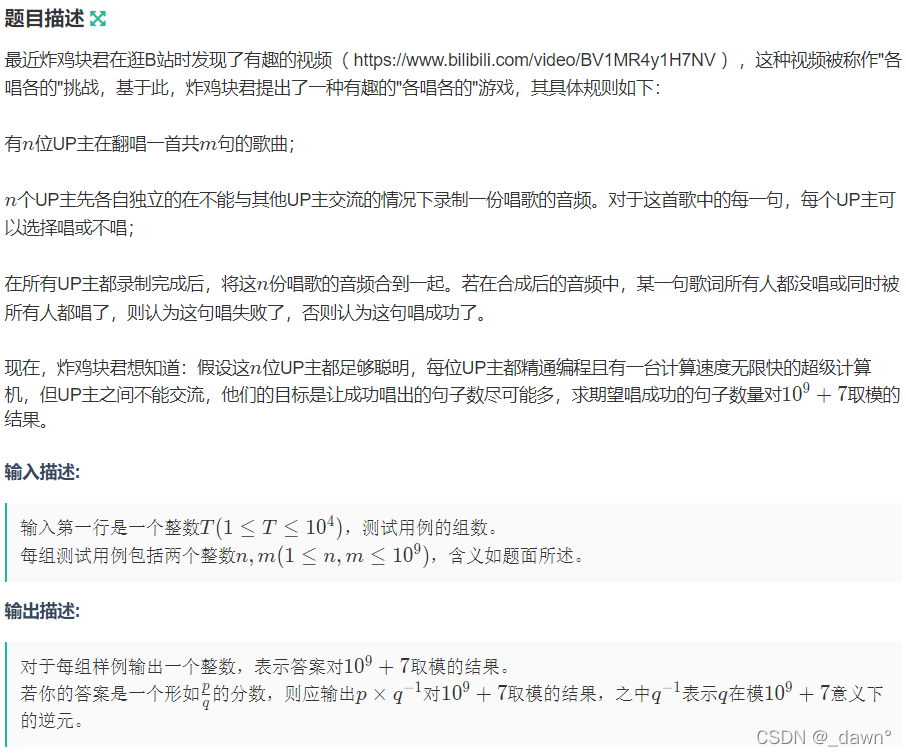 题目描述
最近炸鸡块君在逛B站时发现了有趣的视频（ https://www.bilibili.com/video/BV1MR4y1H7NV ），这种视频被称作"各
唱各的"挑战，基于此，炸鸡块君提出了一种有趣的"各唱各的"游戏，其具体规则如下：
有n位UP主在翻唱一首共m句的歌曲；
n个UP主先各自独立的在不能与其他UP主交流的情况下录制一份唱歌的音频。对于这首歌中的每一句，每个UP主可
以选择唱或不唱；
在所有UP主都录制完成后，将这n份唱歌的音频合到一起。若在合成后的音频中，某一句歌词所有人都没唱或同时被
所有人都唱了，则认为这句唱失败了，否则认为这句唱成功了。
现在，炸鸡块君想知道：假设这n位UP主都足够聪明，每位UP主都精通编程且有一台计算速度无限快的超级计算
机，但UP主之间不能交流，他们的目标是让成功唱出的句子数尽可能多，求期望唱成功的句子数量对10^9 + 7取模的
结果。
输入描述:
输入第一行是一个整数T(1 ≤ T ≤ 10^4)，测试用例的组数。
每组测试用例包括两个整数n, m(1 ≤ n, m ≤ 10^9)，含义如题面所述。
输出描述:
对于每组样例输出一个整数，表示答案对10^9 + 7取模的结果。
若你的答案是一个形如p/q的分数，则应输出p × q^{-1}对10^9 + 7取模的结果，之中q^{-1}表示q在模10^9 + 7意义下
的逆元。
CSDN @_dawn°